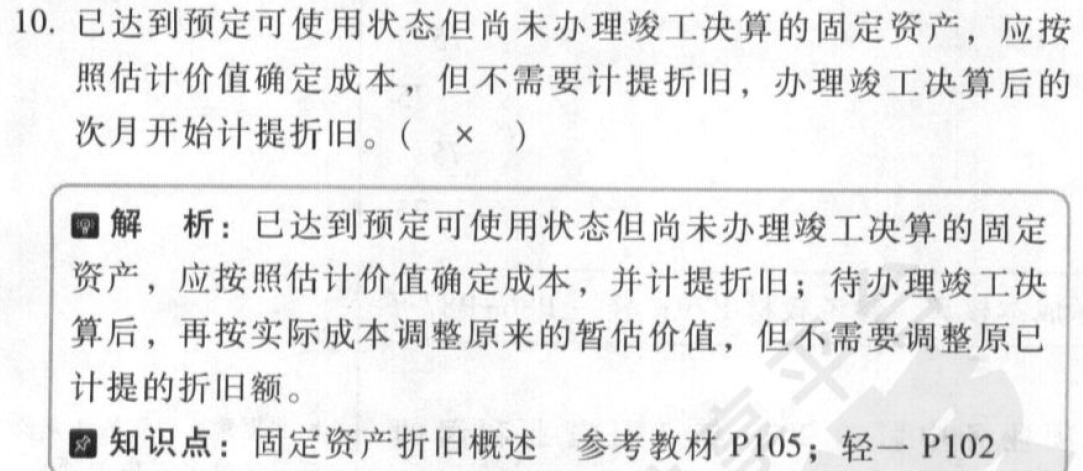 10. 已达到预定可使用状态但尚未办理竣工决算的固定资产，应按
照估计价值确定成本，但不需要计提折旧，办理竣工决算后的
次月开始计提折旧。( × )
解 析：已达到预定可使用状态但尚未办理竣工决算的固定
资产，应按照估计价值确定成本，并计提折旧；待办理竣工决
算后，再按实际成本调整原来的暂估价值，但不需要调整原已
计提的折旧额。
知识点：固定资产折旧概述 参考教材 P105；轻一 P102